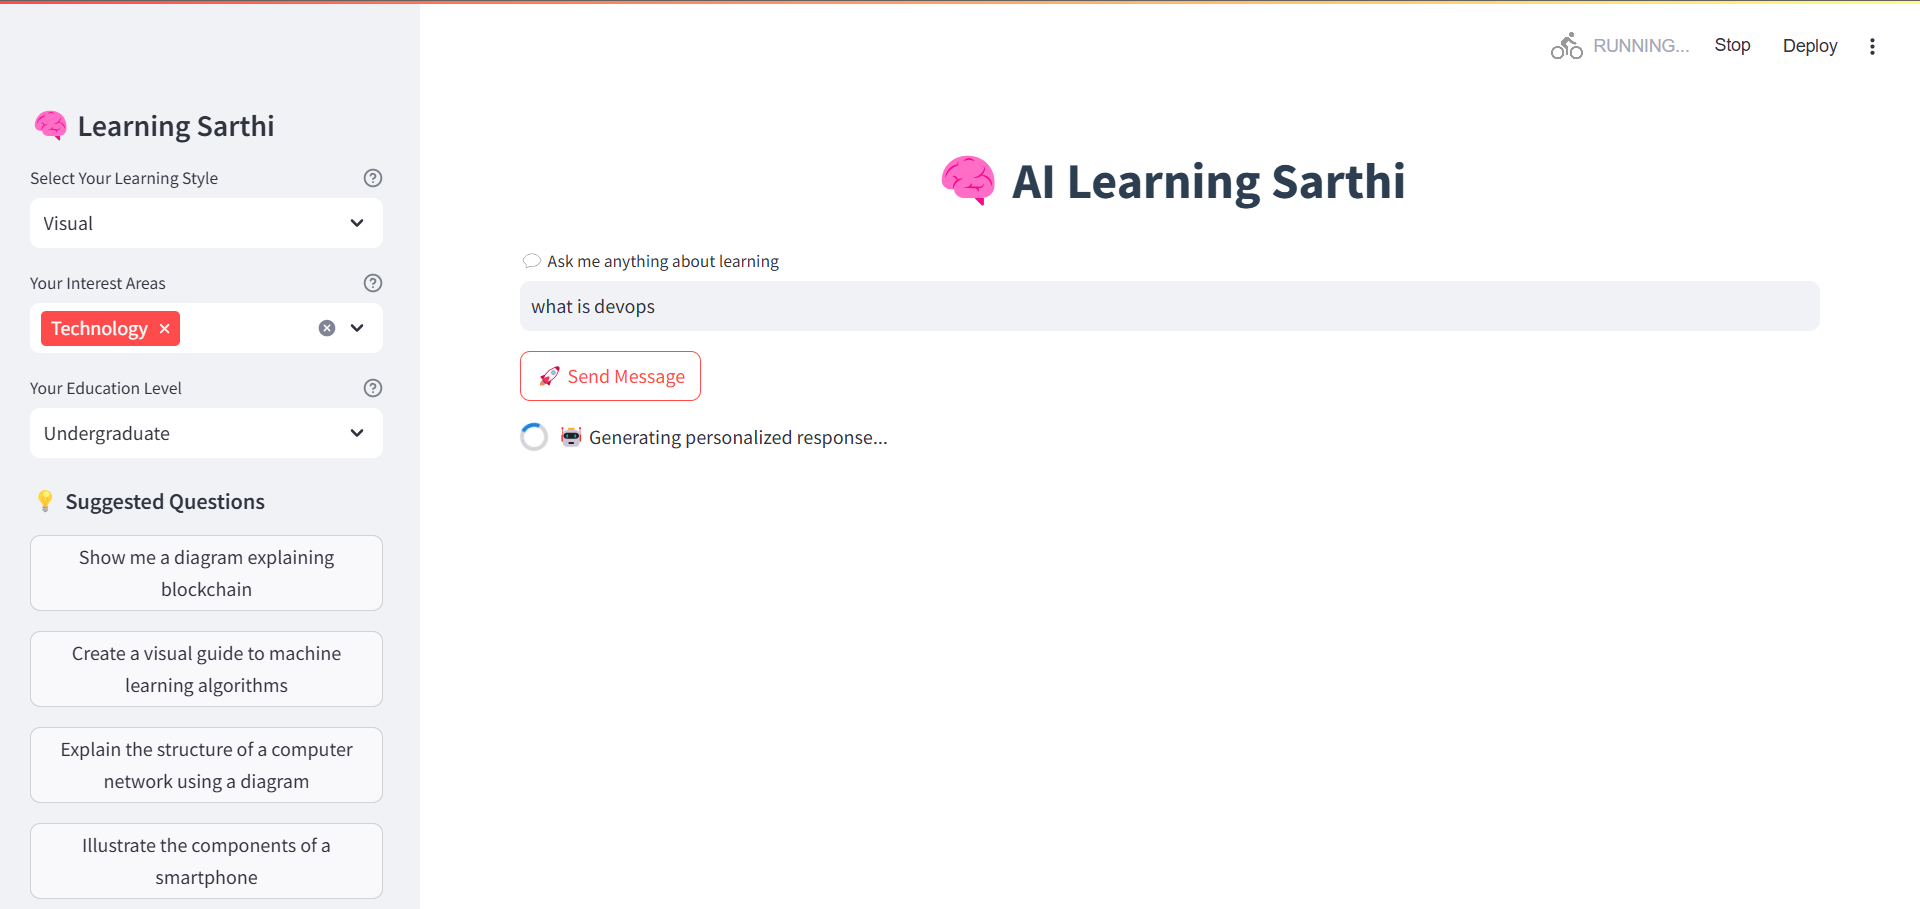 RUNNING...
Stop
Deploy
Learning Sarthi
Select Your Learning Style
Visual
Your Interest Areas
Technology
Your Education Level
Undergraduate
Suggested Questions
Show me a diagram explaining
blockchain
Create a visual guide to machine
learning algorithms
Explain the structure of a computer
network using a diagram
Illustrate the components of a
smartphone
AI Learning Sarthi
Ask me anything about learning
what is devops
Send Message
Generating personalized response...